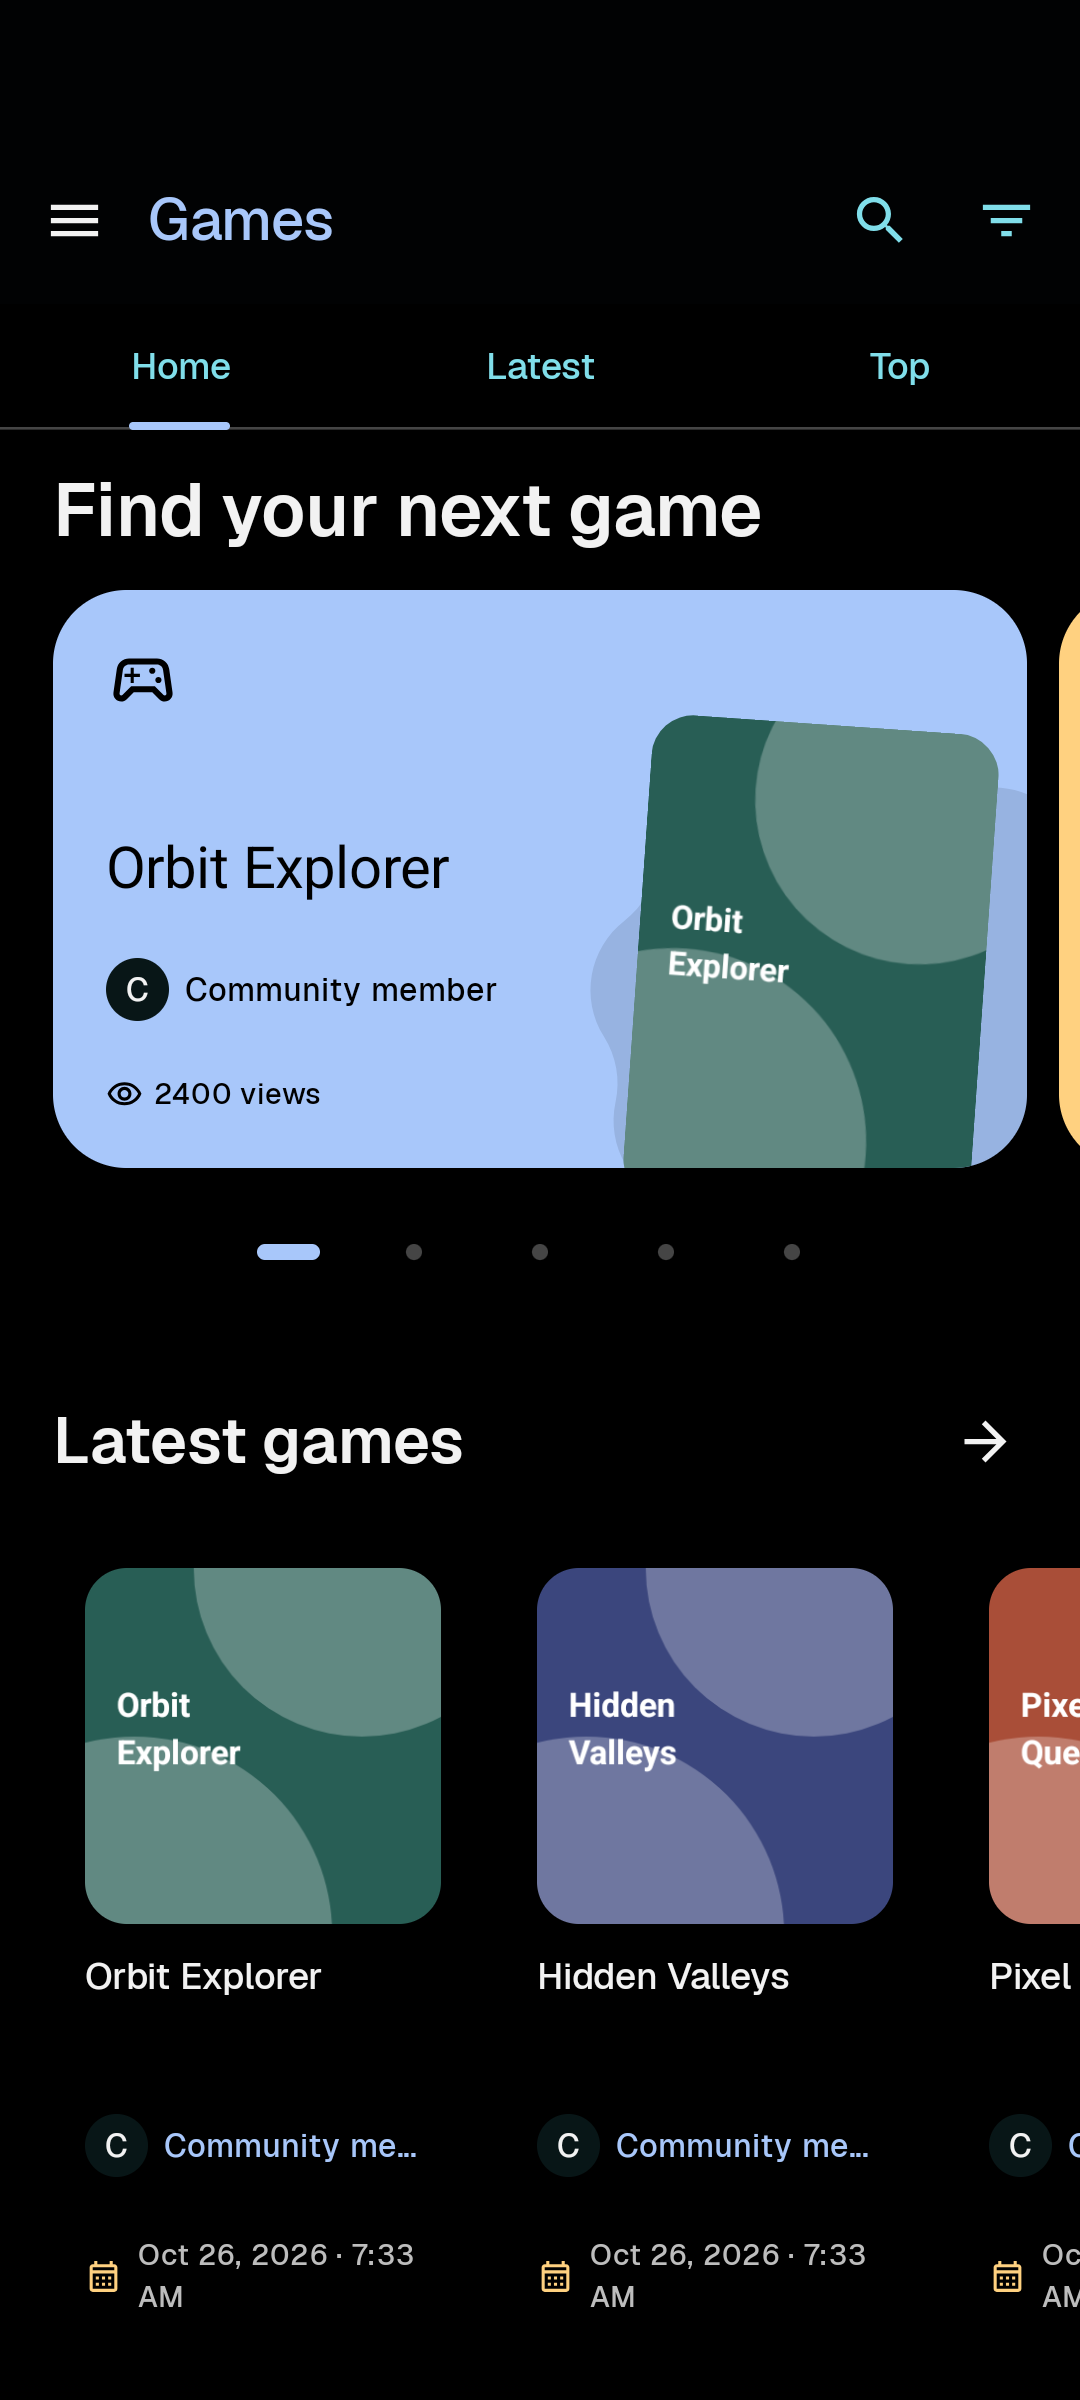 Games
Home
Latest
Top
Find your next game
Orbit Explorer
C
Community member
2400 views
Orbit
Explorer
Latest games
Orbit
Explorer
Hidden
Valleys
Orbit Explorer
Hidden Valleys
Pixel
C
Community me...
C
Community me...
C
Oct 26, 2026 · 7:33
AM
Oct 26, 2026 · 7:33
AM